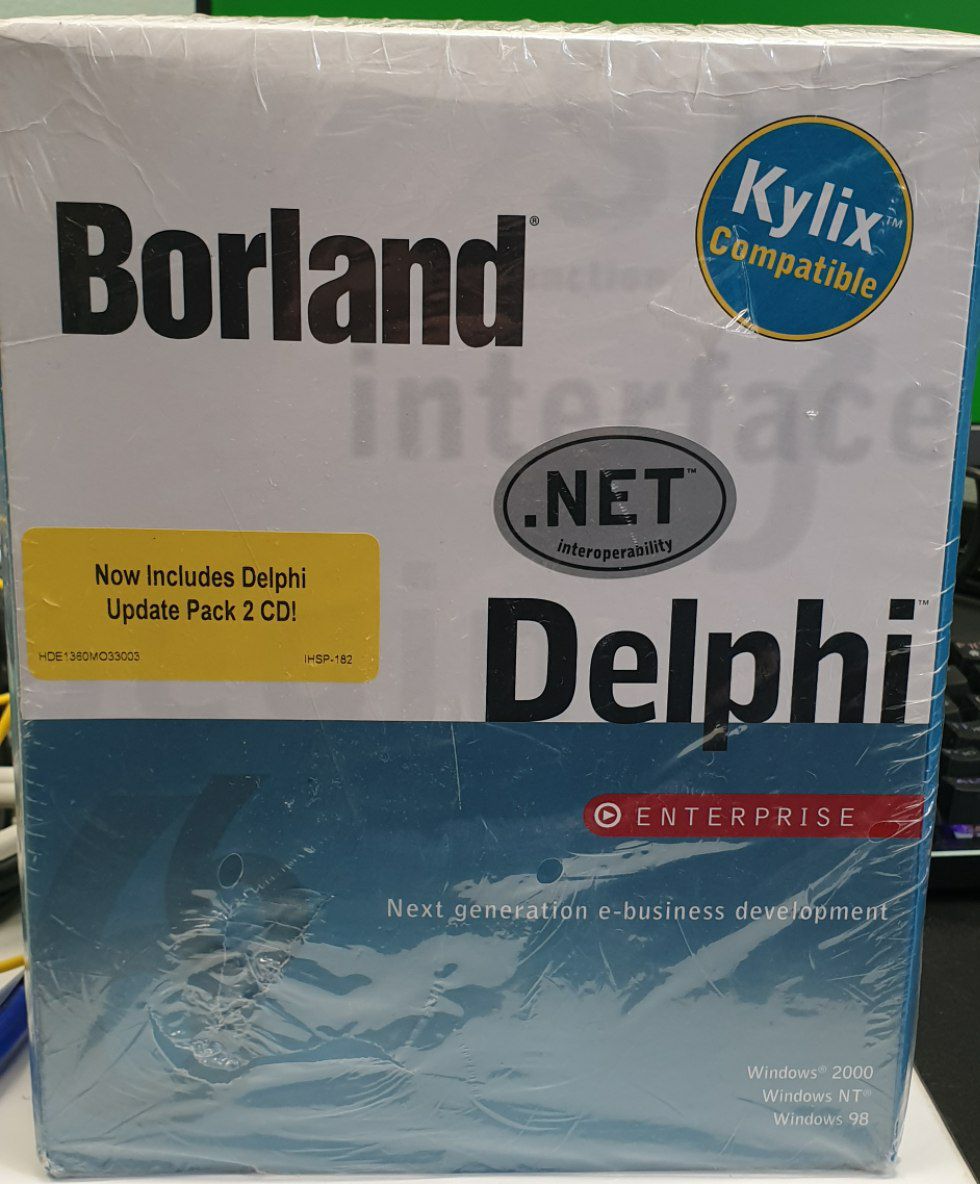 Borland®
Kylix™
Compatible
interface
.NET™
interoperability
Now Includes Delphi
Update Pack 2 CD!
HDE1360MO33003
IHSP-182
Delphi™
6
ENTERPRISE
Next generation e-business development
Windows® 2000
Windows NT®
Windows 98